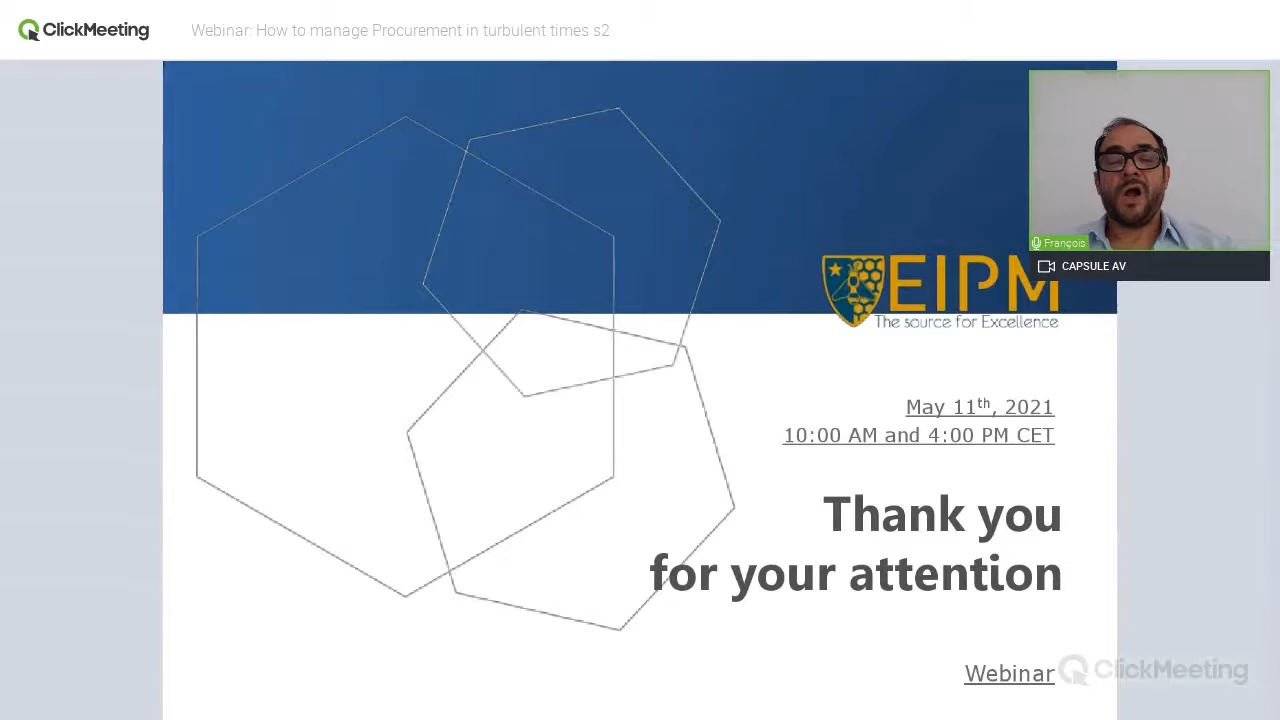 ClickMeeting
Webinar: How to manage Procurement in turbulent times s2
François
CAPSULE AV
EIPM
The source for Excellence
May 11th, 2021
10:00 AM and 4:00 PM CET
Thank you
for your attention
Webinar
ClickMeeting